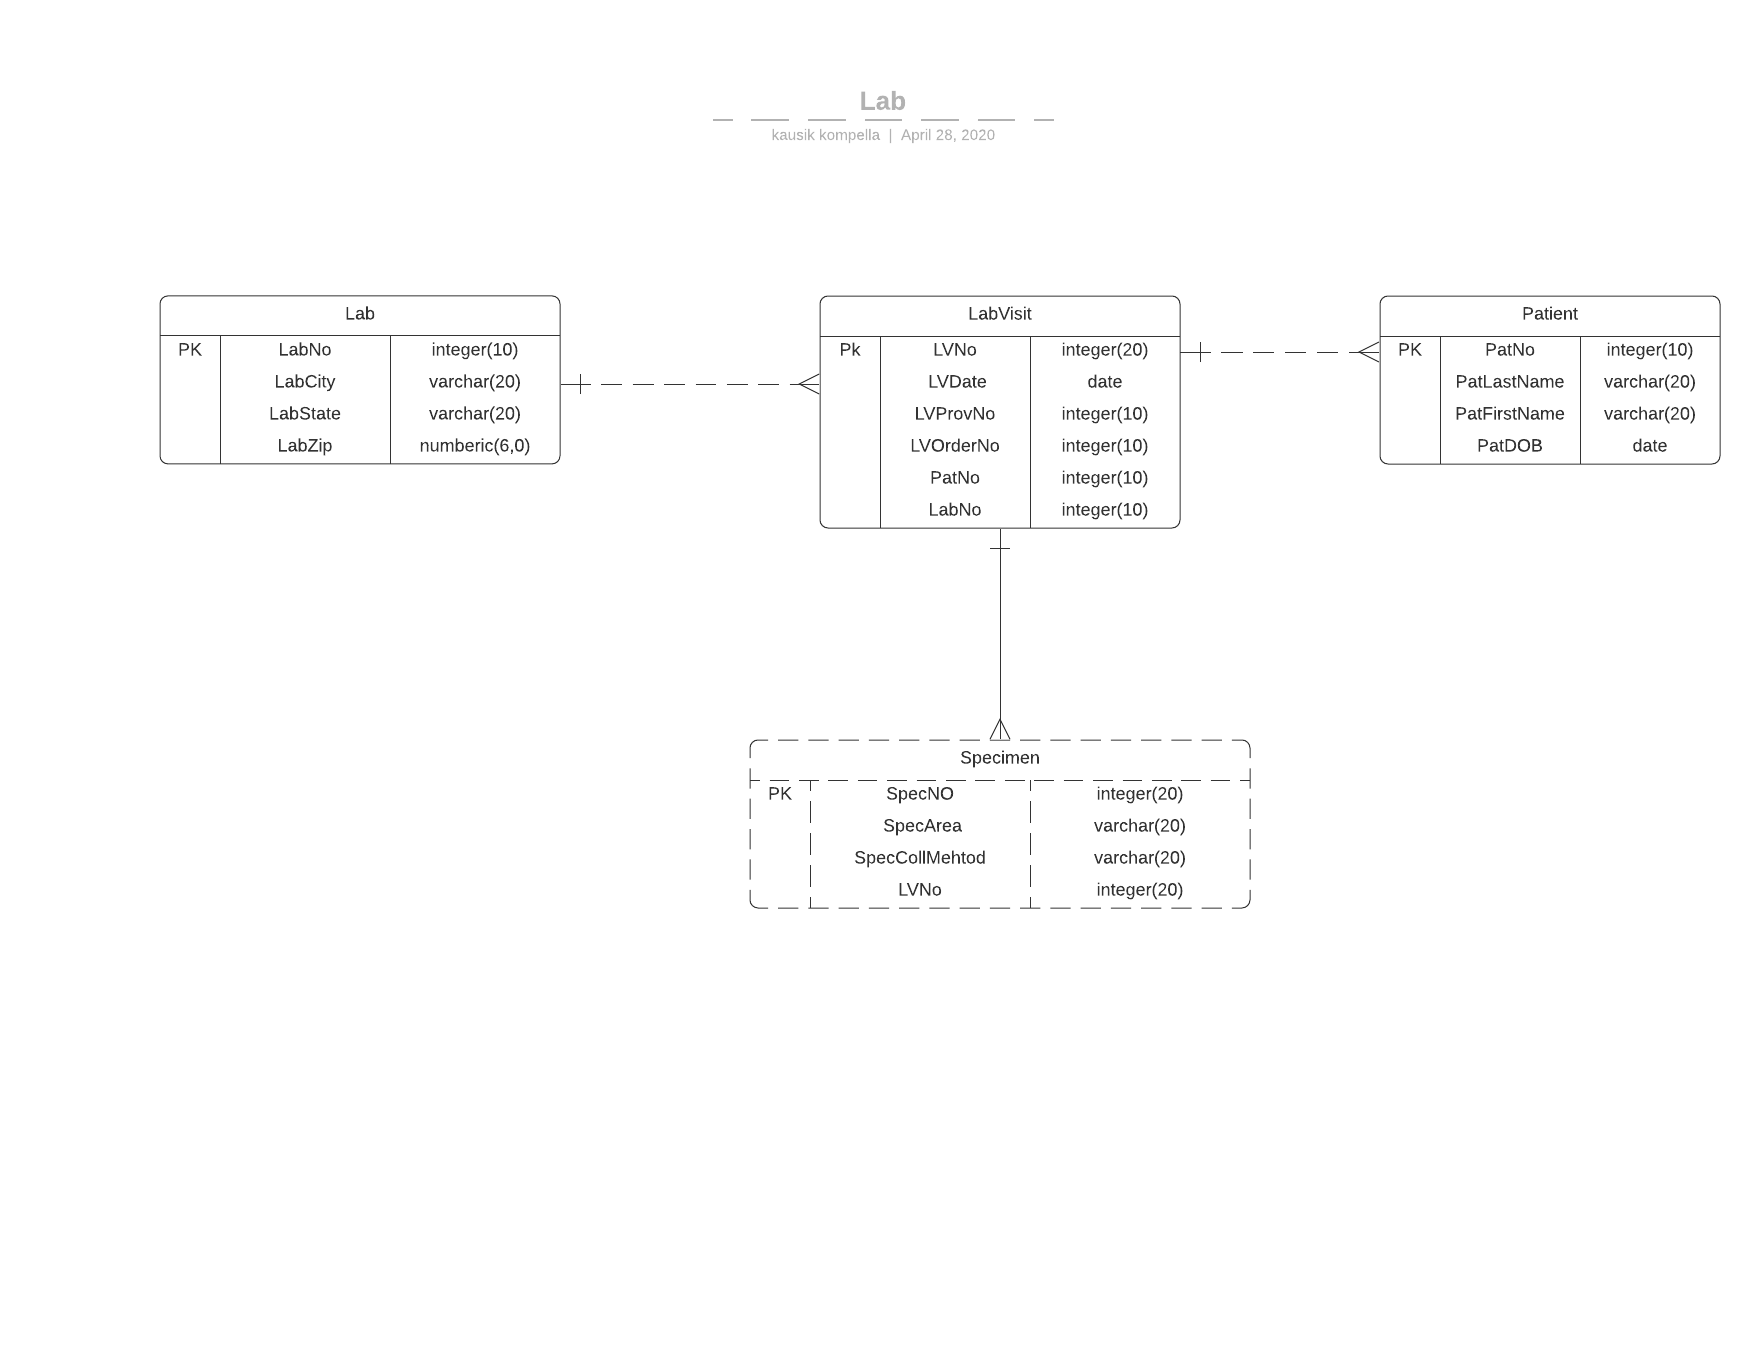 Lab
kausik kompella | April 28, 2020
Lab
PK LabNo integer(10)
LabCity varchar(20)
LabState varchar(20)
LabZip numberic(6,0)
LabVisit
Pk LVNo integer(20)
LVDate date
LVProvNo integer(10)
LVOrderNo integer(10)
PatNo integer(10)
LabNo integer(10)
Patient
PK PatNo integer(10)
PatLastName varchar(20)
PatFirstName varchar(20)
PatDOB date
Specimen
PK SpecNO integer(20)
SpecArea varchar(20)
SpecCollMehtod varchar(20)
LVNo integer(20)